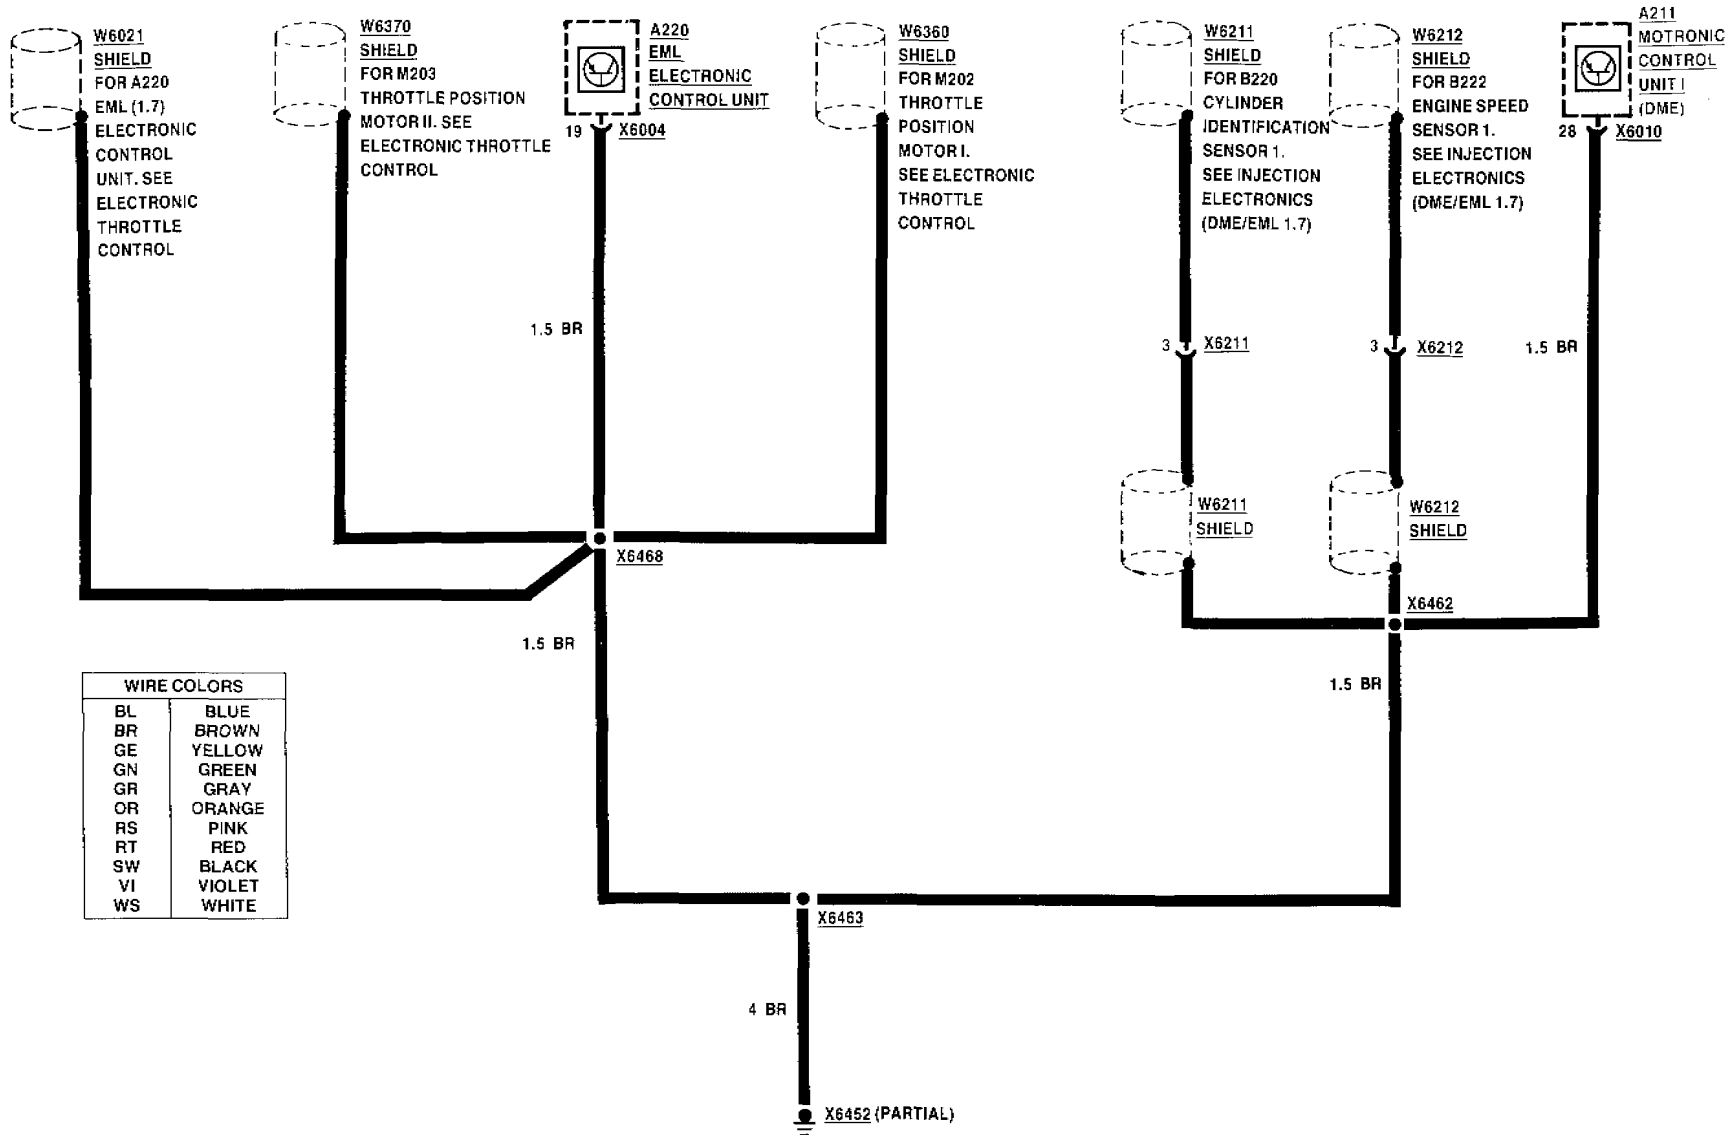 W6021
SHIELD
FOR A220
EML (1.7)
ELECTRONIC
CONTROL
UNIT. SEE
ELECTRONIC
THROTTLE
CONTROL
W6370
SHIELD
FOR M203
THROTTLE POSITION
MOTOR II. SEE
ELECTRONIC THROTTLE
CONTROL
A220
EML
ELECTRONIC
CONTROL UNIT
19 X6004
W6360
SHIELD
FOR M202
THROTTLE
POSITION
MOTOR I.
SEE ELECTRONIC
THROTTLE
CONTROL
W6211
SHIELD
FOR B220
CYLINDER
IDENTIFICATION
SENSOR 1.
SEE INJECTION
ELECTRONICS
(DME/EML 1.7)
W6212
SHIELD
FOR B222
ENGINE SPEED
SENSOR 1.
SEE INJECTION
ELECTRONICS
(DME/EML 1.7)
A211
MOTRONIC
CONTROL
UNIT I
(DME)
28 X6010
1.5 BR
3 X6211
3 X6212
1.5 BR
W6211
SHIELD
W6212
SHIELD
X6468
X6462
1.5 BR
1.5 BR
WIRE COLORS
BL BLUE
BR BROWN
GE YELLOW
GN GREEN
GR GRAY
OR ORANGE
RS PINK
RT RED
SW BLACK
VI VIOLET
WS WHITE
X6463
4 BR
X6452 (PARTIAL)